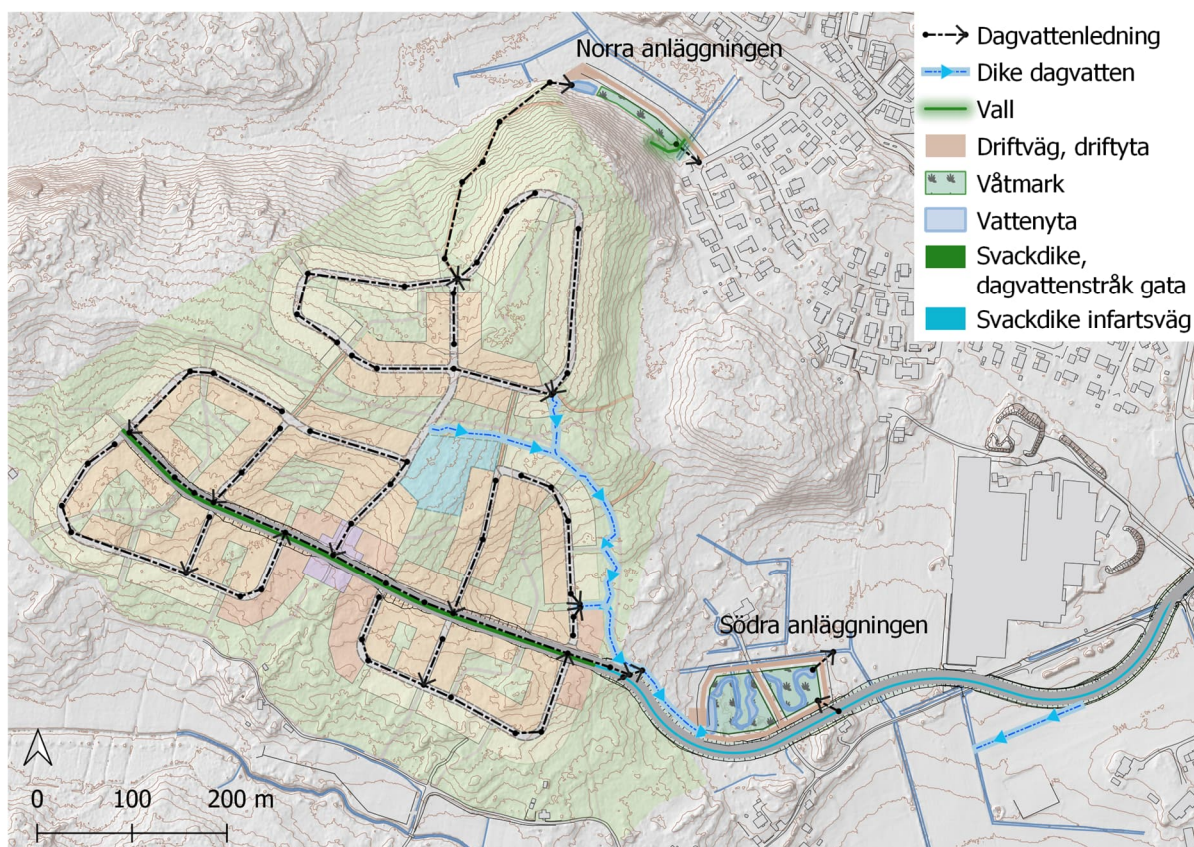 Norra anläggningen
Södra anläggningen
Dagvattenledning
Dike dagvatten
Vall
Driftväg, driftyta
Våtmark
Vattenyta
Svackdike,
dagvattenstråk gata
Svackdike infartsväg
0 100 200 m